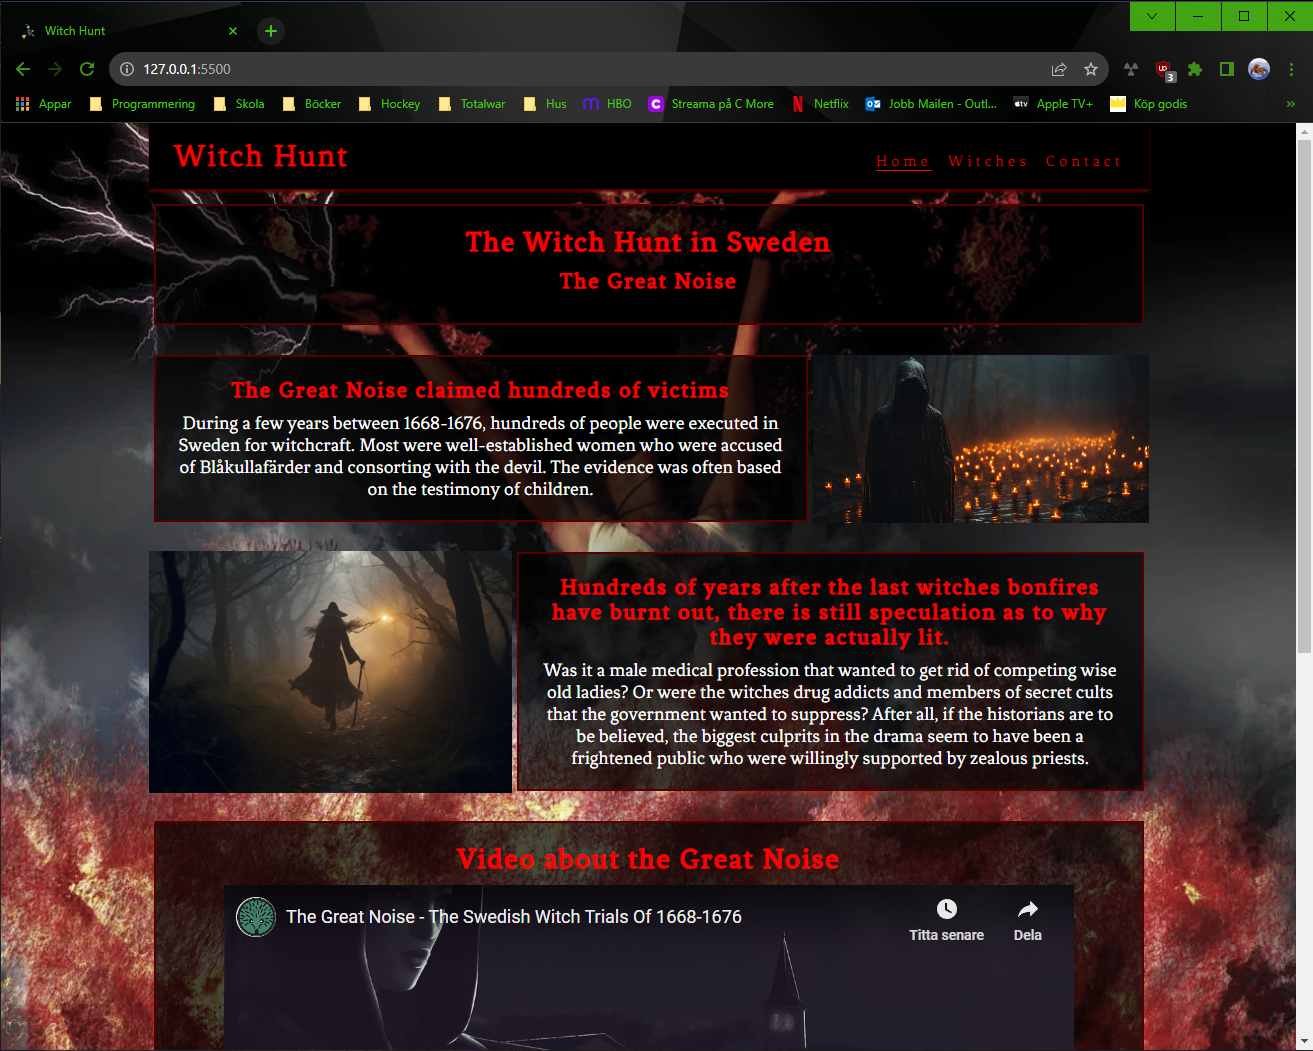 Witch Hunt
127.0.0.1:5500
3
Appar Programmering Skola Böcker Hockey Totalwar Hus HBO Streama på C More Netflix Jobb Mailen - Outl... Apple TV+ Köp godis »
Witch Hunt
Home Witches Contact
The Witch Hunt in Sweden
The Great Noise
The Great Noise claimed hundreds of victims
During a few years between 1668-1676, hundreds of people were executed in
Sweden for witchcraft. Most were well-established women who were accused
of Blåkullafärder and consorting with the devil. The evidence was often based
on the testimony of children.
Hundreds of years after the last witches bonfires
have burnt out, there is still speculation as to why
they were actually lit.
Was it a male medical profession that wanted to get rid of competing wise
old ladies? Or were the witches drug addicts and members of secret cults
that the government wanted to suppress? After all, if the historians are to
be believed, the biggest culprits in the drama seem to have been a
frightened public who were willingly supported by zealous priests.
Video about the Great Noise
The Great Noise - The Swedish Witch Trials Of 1668-1676
Titta senare Dela